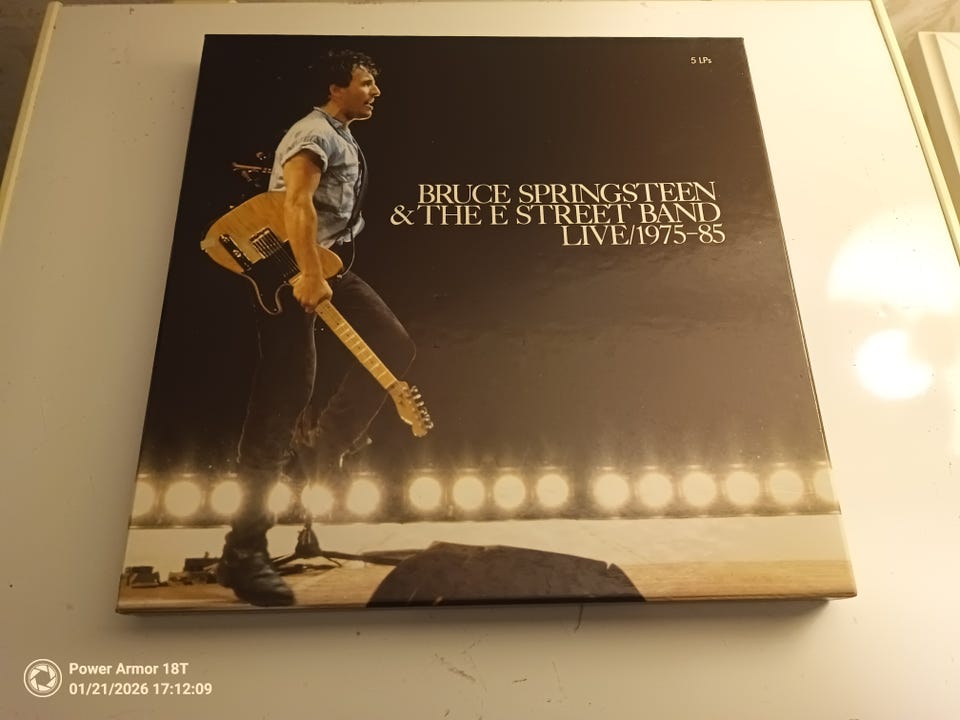 5 LPs
BRUCE SPRINGSTEEN
& THE E STREET BAND
LIVE/1975–85
Power Armor 18T
01/21/2026 17:12:09